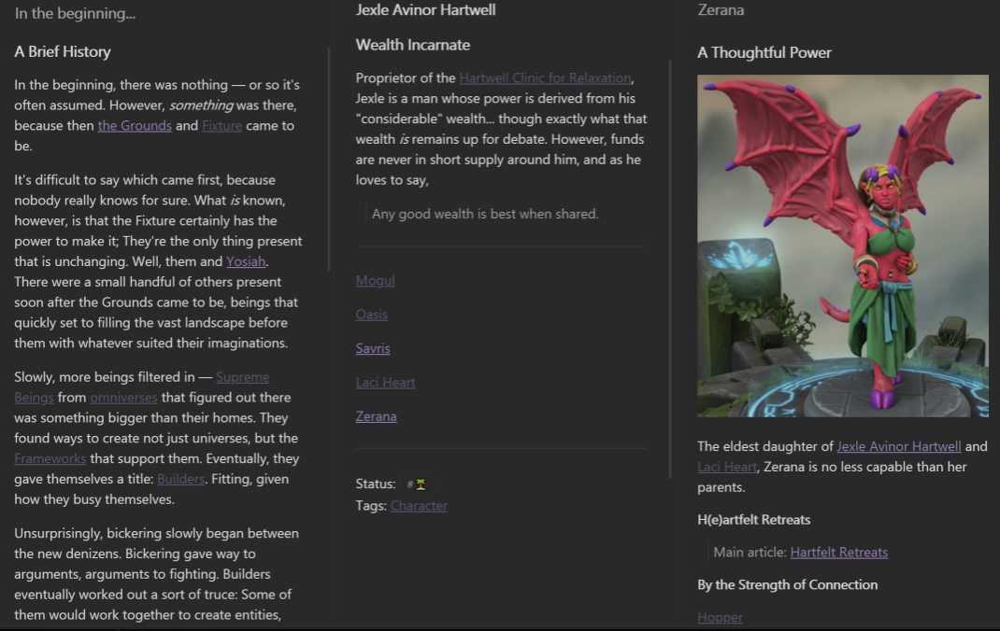 In the beginning...
A Brief History
In the beginning, there was nothing — or so it's
often assumed. However, something was there,
because then the Grounds and Fixture came to
be.
It's difficult to say which came first, because
nobody really knows for sure. What is known,
however, is that the Fixture certainly has the
power to make it; They're the only thing present
that is unchanging. Well, them and Yosiah.
There were a small handful of others present
soon after the Grounds came to be, beings that
quickly set to filling the vast landscape before
them with whatever suited their imaginations.
Slowly, more beings filtered in — Supreme
Beings from omniverses that figured out there
was something bigger than their homes. They
found ways to create not just universes, but the
Frameworks that support them. Eventually, they
gave themselves a title: Builders. Fitting, given
how they busy themselves.
Unsurprisingly, bickering slowly began between
the new denizens. Bickering gave way to
arguments, arguments to fighting. Builders
eventually worked out a sort of truce: Some of
them would work together to create entities,
Jexle Avinor Hartwell
Wealth Incarnate
Proprietor of the Hartwell Clinic for Relaxation,
Jexle is a man whose power is derived from his
"considerable" wealth... though exactly what that
wealth is remains up for debate. However, funds
are never in short supply around him, and as he
loves to say,
Any good wealth is best when shared.
Mogul
Oasis
Savris
Laci Heart
Zerana
Status: #🏝️
Tags: Character
Zerana
A Thoughtful Power
The eldest daughter of Jexle Avinor Hartwell and
Laci Heart, Zerana is no less capable than her
parents.
H(e)artfelt Retreats
Main article: Hartfelt Retreats
By the Strength of Connection
Hopper